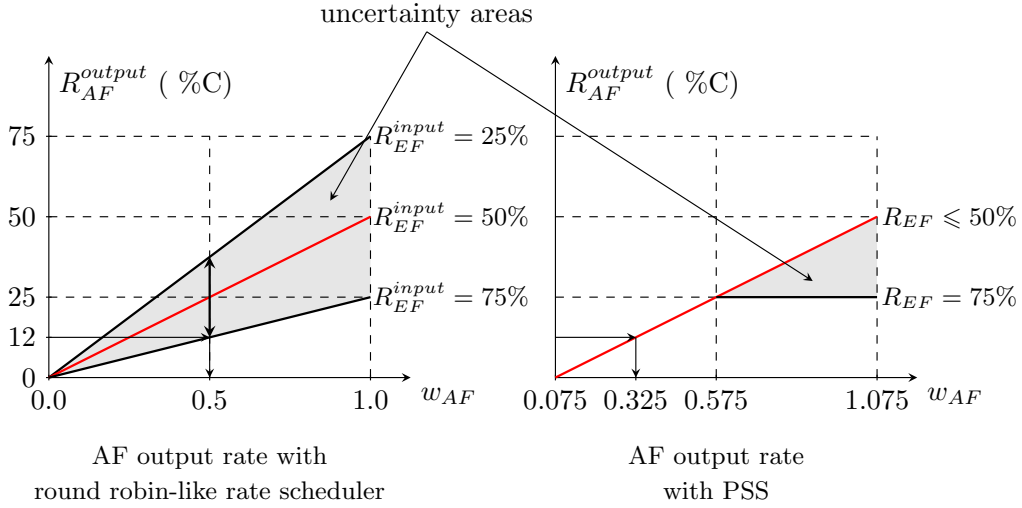 uncertainty areas
R_{AF}^{output} ( %C)
75
50
25
12
0
R_{EF}^{input} = 25%
R_{EF}^{input} = 50%
R_{EF}^{input} = 75%
0.0 0.5 1.0 w_{AF}
AF output rate with
round robin-like rate scheduler
R_{AF}^{output} ( %C)
R_{EF} ⩽ 50%
R_{EF} = 75%
0.075 0.325 0.575 1.075 w_{AF}
AF output rate
with PSS